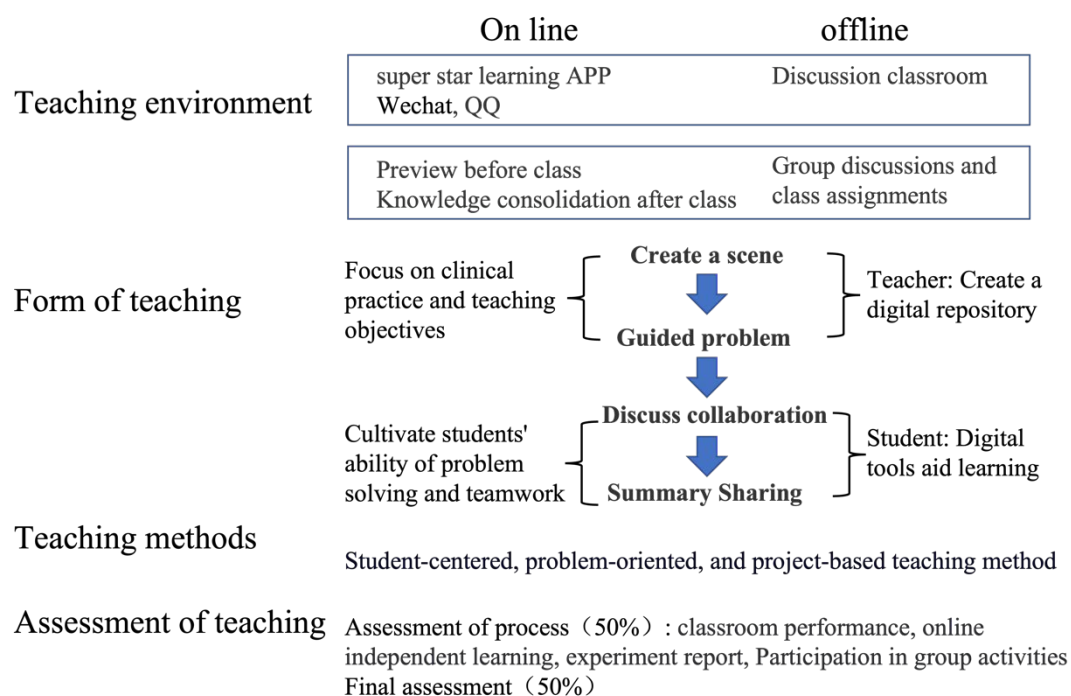 On line
offline
Teaching environment
super star learning APP
Wechat, QQ
Discussion classroom
Preview before class
Knowledge consolidation after class
Group discussions and
class assignments
Form of teaching
Focus on clinical
practice and teaching
objectives
Create a scene
Guided problem
Teacher: Create a
digital repository
Cultivate students'
ability of problem
solving and teamwork
Discuss collaboration
Summary Sharing
Student: Digital
tools aid learning
Teaching methods
Student-centered, problem-oriented, and project-based teaching method
Assessment of teaching
Assessment of process（50%）: classroom performance, online
independent learning, experiment report, Participation in group activities
Final assessment（50%）